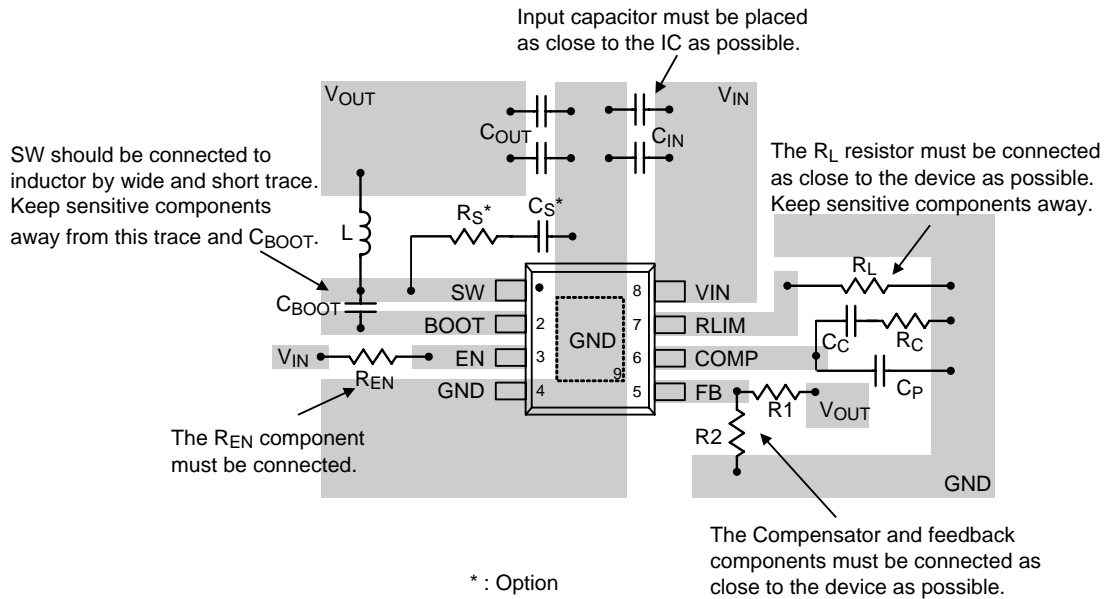 Input capacitor must be placed
as close to the IC as possible.
VOUT
VIN
COUT
CIN
SW should be connected to
inductor by wide and short trace.
Keep sensitive components
away from this trace and CBOOT.
The RL resistor must be connected
as close to the device as possible.
Keep sensitive components away.
L
RS*
CS*
RL
CBOOT
SW
BOOT
EN
GND
2
3
4
GND
9
8
7
6
5
VIN
RLIM
COMP
FB
CC
RC
CP
VIN
REN
R1
VOUT
R2
GND
The REN component
must be connected.
The Compensator and feedback
components must be connected as
close to the device as possible.
* : Option